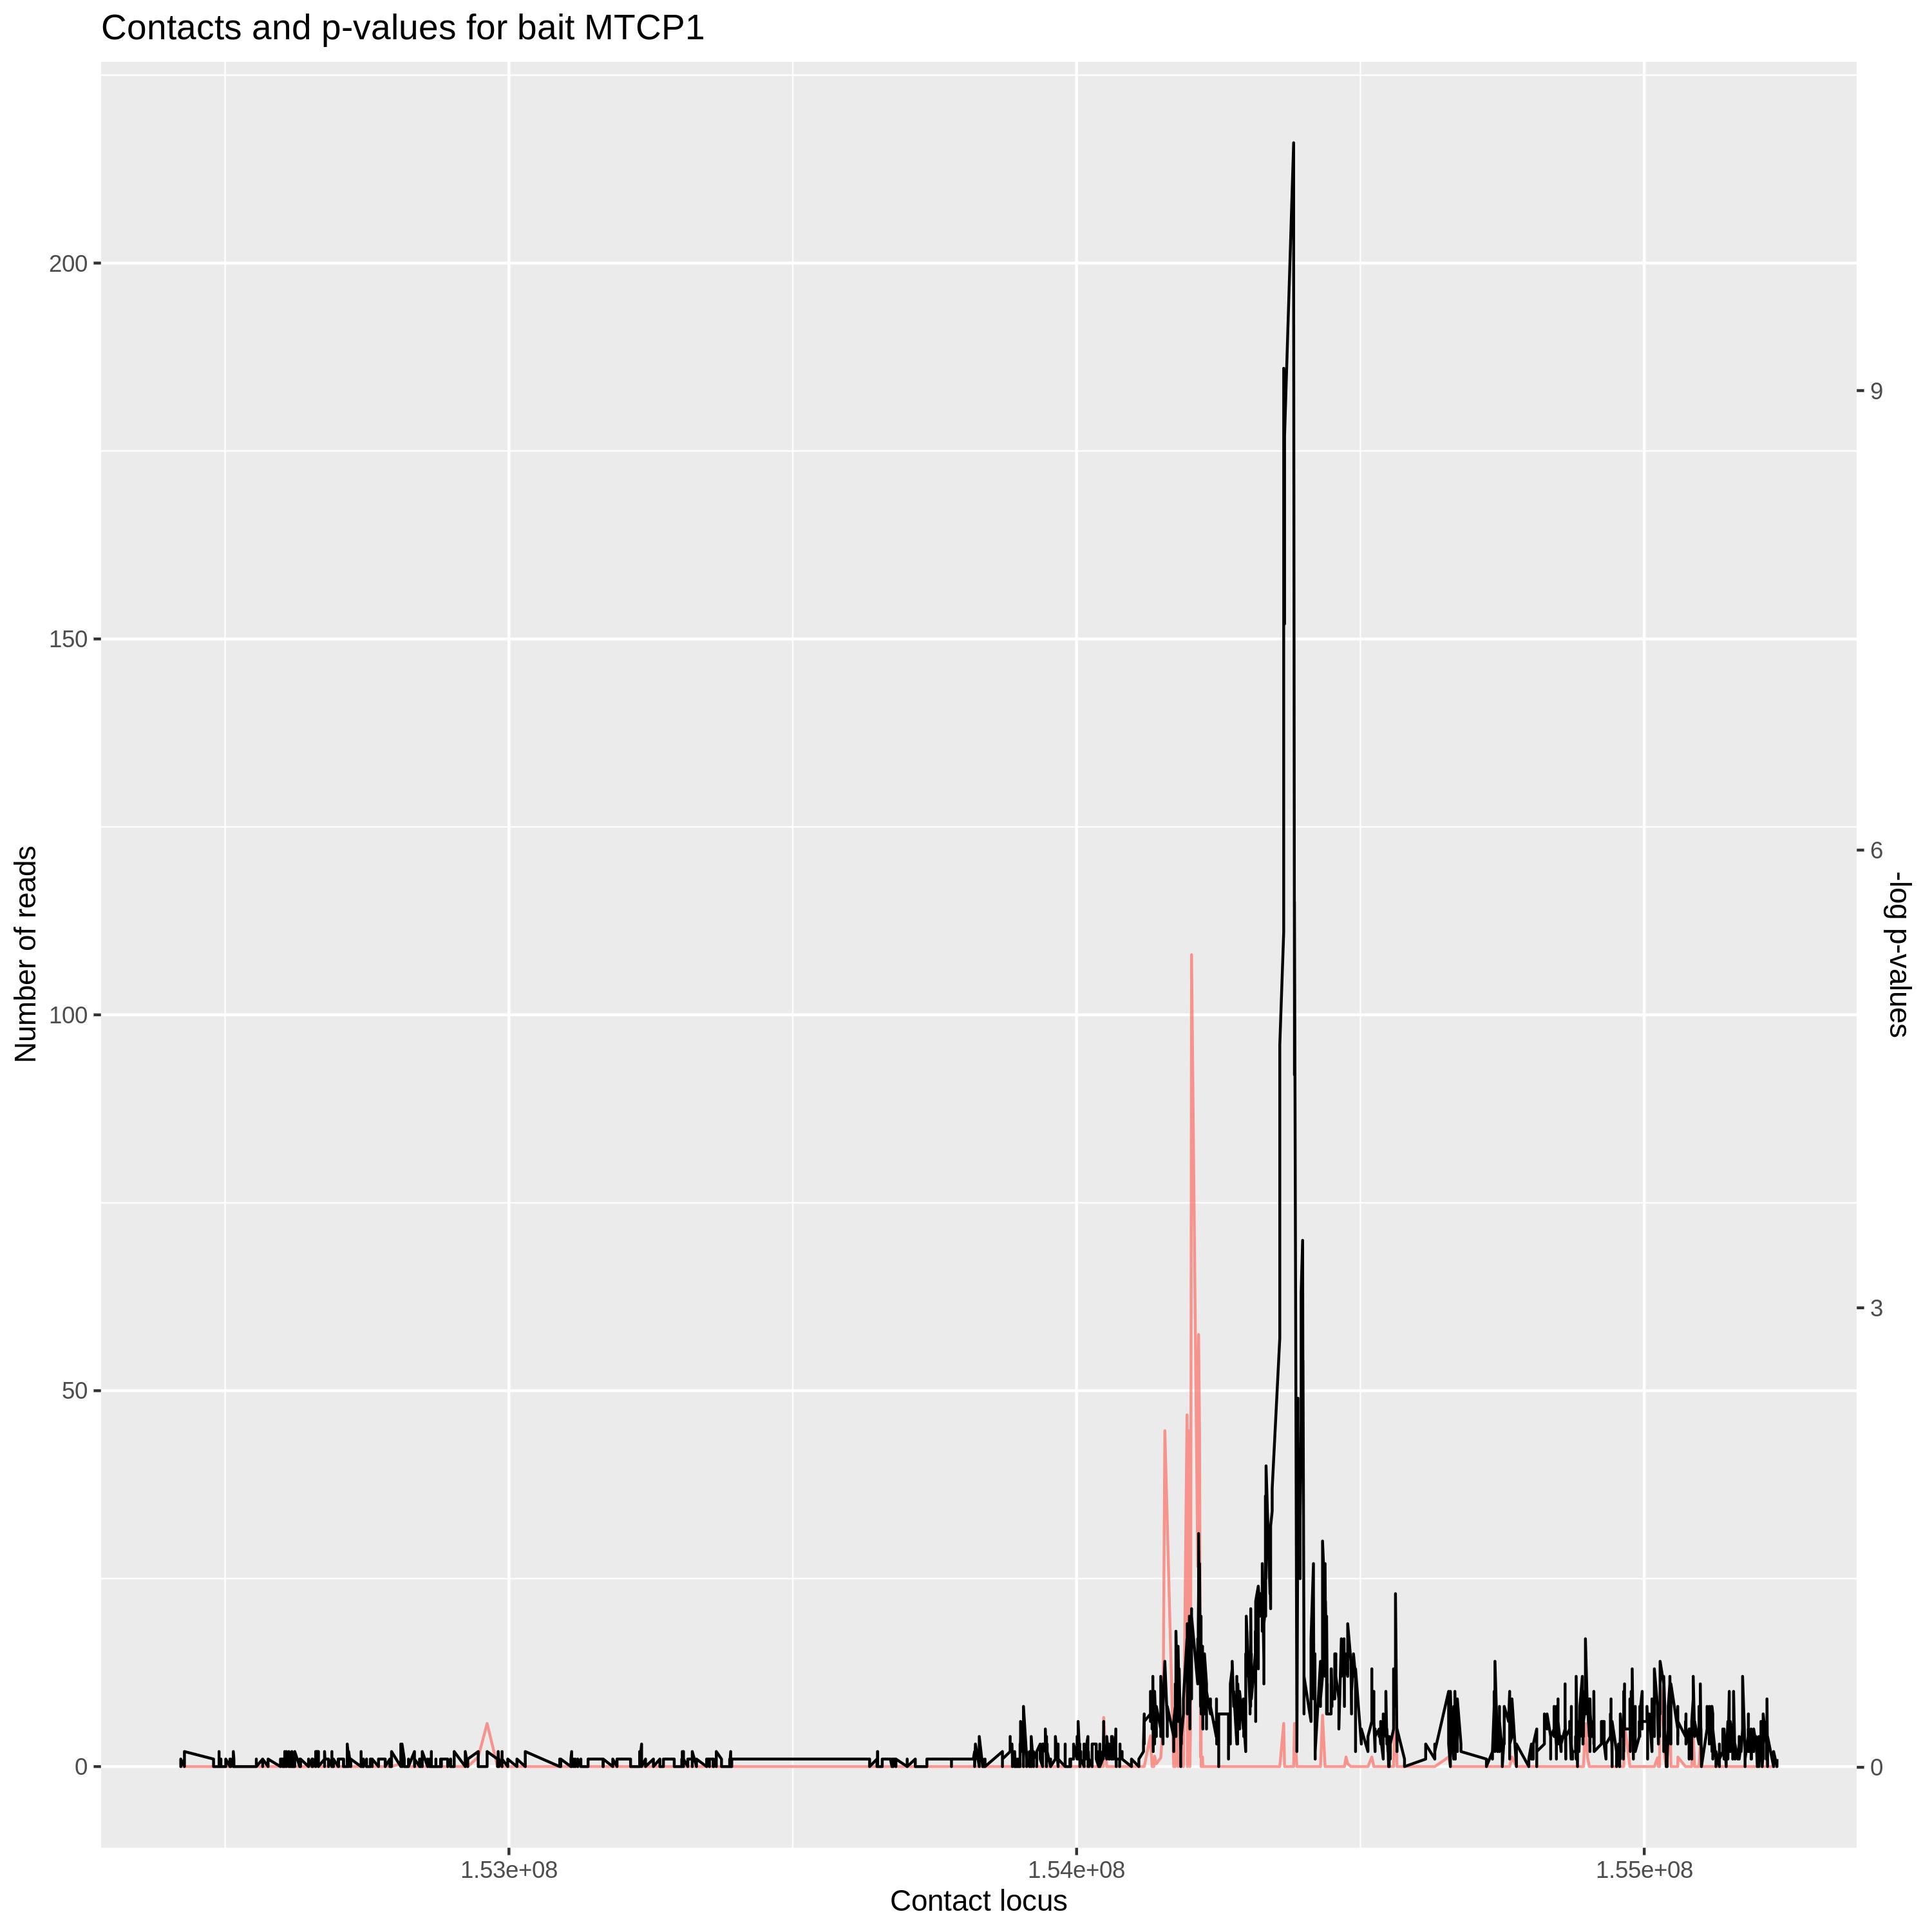 Contacts and p-values for bait MTCP1
200
150
100
50
0
Number of reads
9
6
3
0
-log p-values
1.53e+08
1.54e+08
1.55e+08
Contact locus